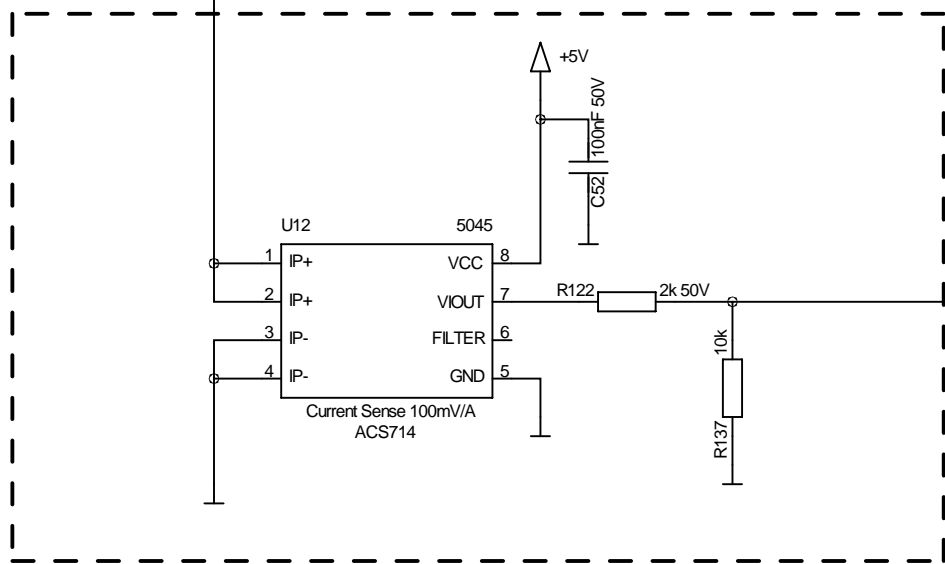 +5V
100nF 50V
C52
U12
5045
1 IP+
VCC 8
2 IP+
VIOUT 7
R122
2k 50V
3 IP-
FILTER 6
10k
4 IP-
GND 5
R137
Current Sense 100mV/A
ACS714